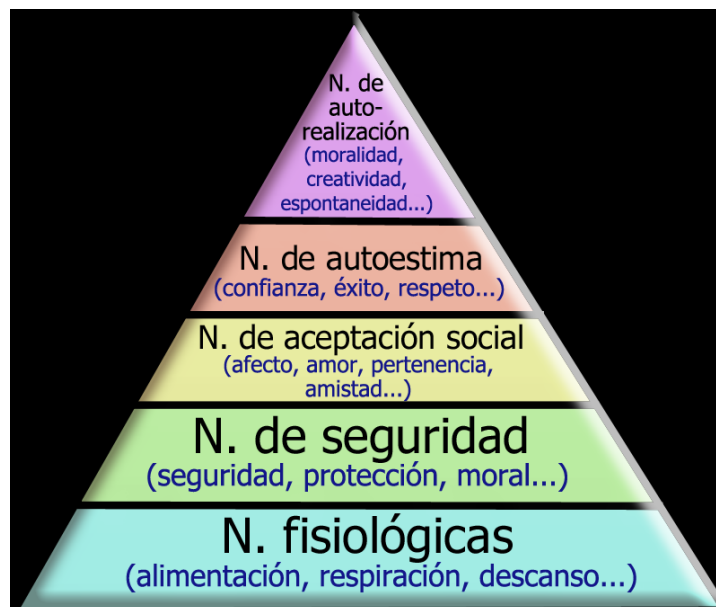 N. de
auto-
realización
(moralidad,
creatividad,
espontaneidad...)
N. de autoestima
(confianza, éxito, respeto...)
N. de aceptación social
(afecto, amor, pertenencia,
amistad...)
N. de seguridad
(seguridad, protección, moral...)
N. fisiológicas
(alimentación, respiración, descanso...)